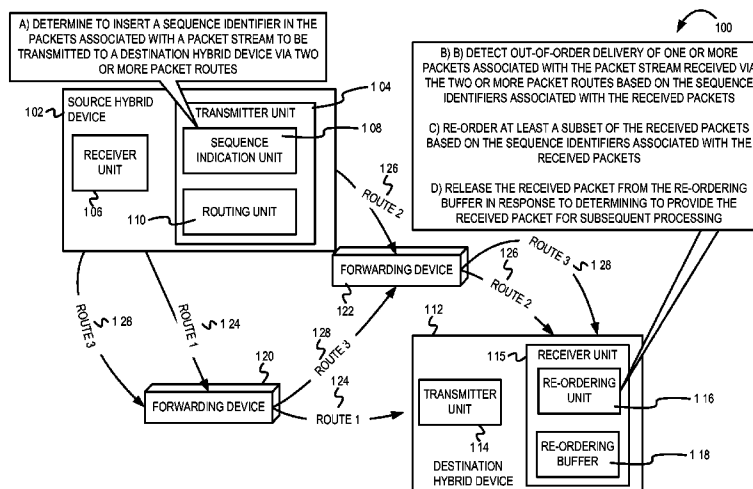 A) DETERMINE TO INSERT A SEQUENCE IDENTIFIER IN THE
PACKETS ASSOCIATED WITH A PACKET STREAM TO BE
TRANSMITTED TO A DESTINATION HYBRID DEVICE VIA TWO
OR MORE PACKET ROUTES
100
B) B) DETECT OUT-OF-ORDER DELIVERY OF ONE OR MORE
PACKETS ASSOCIATED WITH THE PACKET STREAM RECEIVED VIA
THE TWO OR MORE PACKET ROUTES BASED ON THE SEQUENCE
IDENTIFIERS ASSOCIATED WITH THE RECEIVED PACKETS
C) RE-ORDER AT LEAST A SUBSET OF THE RECEIVED PACKETS
BASED ON THE SEQUENCE IDENTIFIERS ASSOCIATED WITH THE
RECEIVED PACKETS
D) RELEASE THE RECEIVED PACKET FROM THE RE-ORDERING
BUFFER IN RESPONSE TO DETERMINING TO PROVIDE THE
RECEIVED PACKET FOR SUBSEQUENT PROCESSING
102
SOURCE HYBRID
DEVICE
104
TRANSMITTER UNIT
108
SEQUENCE
INDICATION UNIT
RECEIVER
UNIT
106
110
ROUTING UNIT
126
ROUTE 2
FORWARDING DEVICE
122
ROUTE 3
128
126
ROUTE 2
128
ROUTE 3
124
ROUTE 1
128
ROUTE 3
120
FORWARDING DEVICE
124
ROUTE 1
112
115
RECEIVER UNIT
RE-ORDERING
UNIT
116
TRANSMITTER
UNIT
114
RE-ORDERING
BUFFER
118
DESTINATION
HYBRID DEVICE